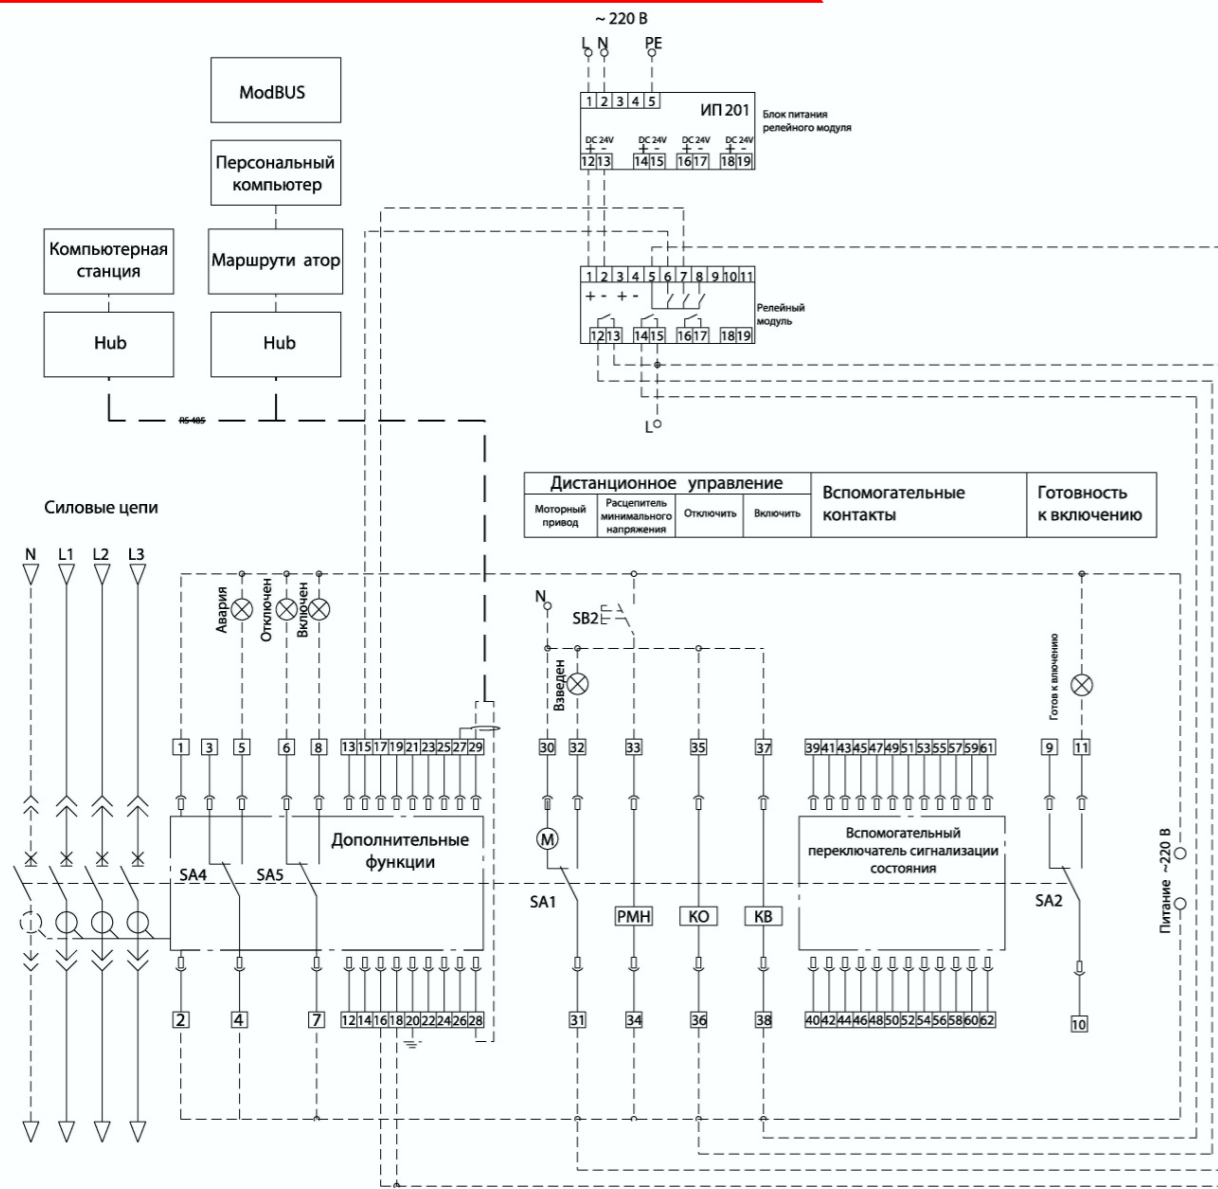 ~ 220 В
L N PE
1 2 3 4 5
ИП 201
Блок питания
релейного модуля
DC 24V DC 24V DC 24V DC 24V
+ - + - + - + -
12 13 14 15 16 17 18 19
ModBUS
Персональный
компьютер
Компьютерная
станция
Маршрути атор
Hub
Hub
RS-485
1 2 3 4 5 6 7 8 9 10 11
+ - + -
Релейный
модуль
12 13 14 15 16 17 18 19
L
Дистанционное управление
Моторный
привод
Расцепитель
минимального
напряжения
Отключить
Включить
Вспомогательные
контакты
Готовность
к включению
Силовые цепи
N L1 L2 L3
Авария
Отключен
Включен
N
SB2
Взведен
Готов к влючению
1 3 5 6 8 13 15 17 19 21 23 25 27 29 30 32 33 35 37 39 41 43 45 47 49 51 53 55 57 59 61 9 11
Дополнительные
функции
M
Вспомогательный
переключатель сигнализации
состояния
SA4
SA5
SA1
SA2
РМН
КО
КВ
Питание ~220 В
2 4 7 12 14 16 18 20 22 24 26 28 31 34 36 38 40 42 44 46 48 50 52 54 56 58 60 62 10